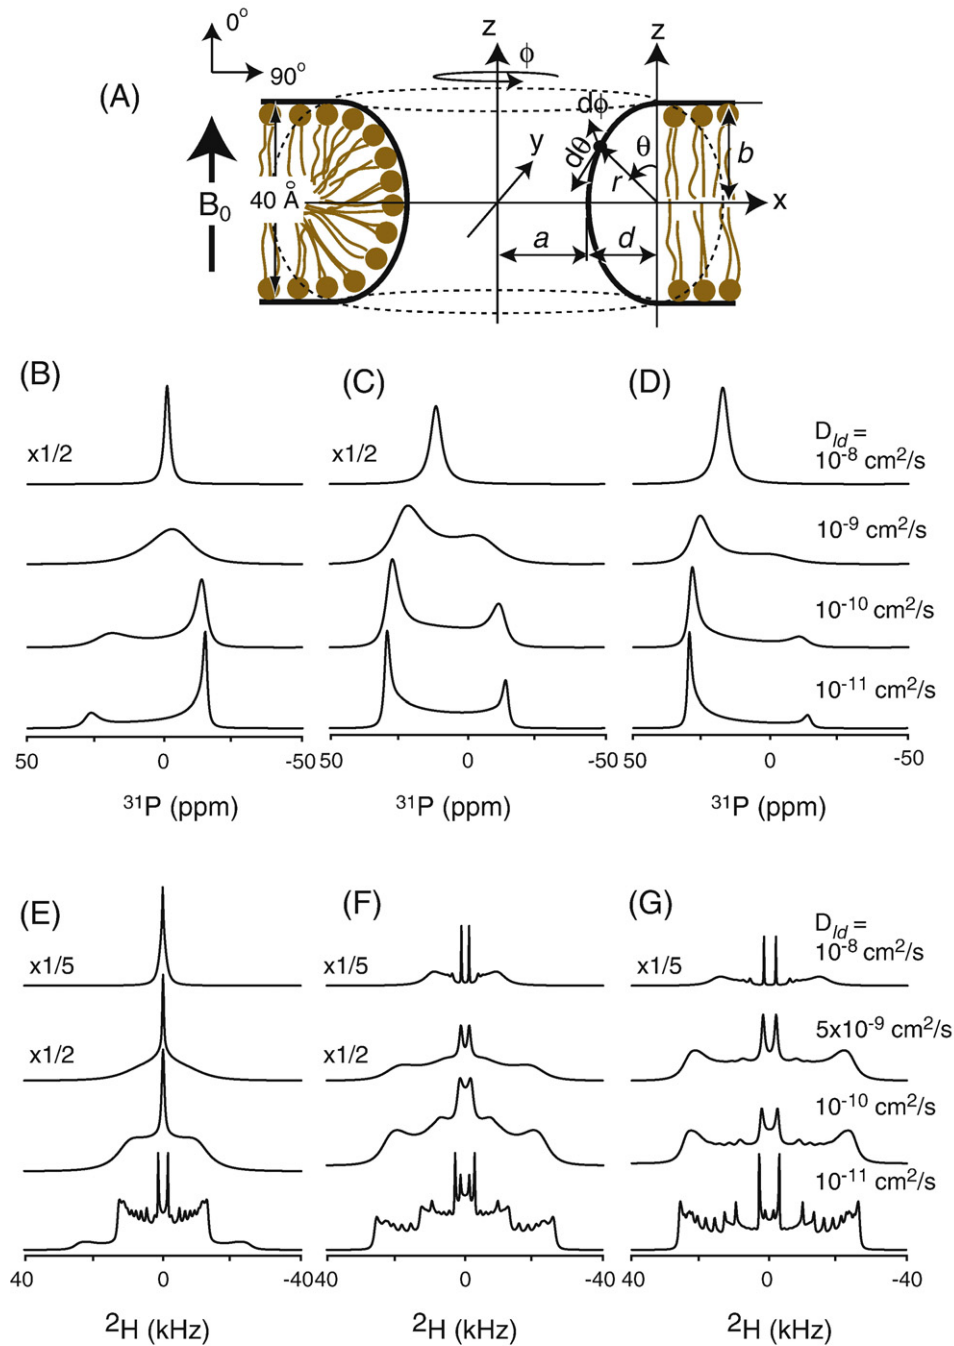 0°
90°
(A)
z
z
ϕ
dϕ
dθ
θ
r
b
y
x
B₀
40 Å
a
d
(B)
(C)
(D)
x1/2
x1/2
D_ld =
10⁻⁸ cm²/s
10⁻⁹ cm²/s
10⁻¹⁰ cm²/s
10⁻¹¹ cm²/s
50 0 -50
50 0 -50
50 0 -50
³¹P (ppm)
³¹P (ppm)
³¹P (ppm)
(E)
(F)
(G)
x1/5
x1/5
x1/5
D_ld =
10⁻⁸ cm²/s
x1/2
x1/2
5x10⁻⁹ cm²/s
10⁻¹⁰ cm²/s
10⁻¹¹ cm²/s
40 0 -40
40 0 -40
40 0 -40
²H (kHz)
²H (kHz)
²H (kHz)